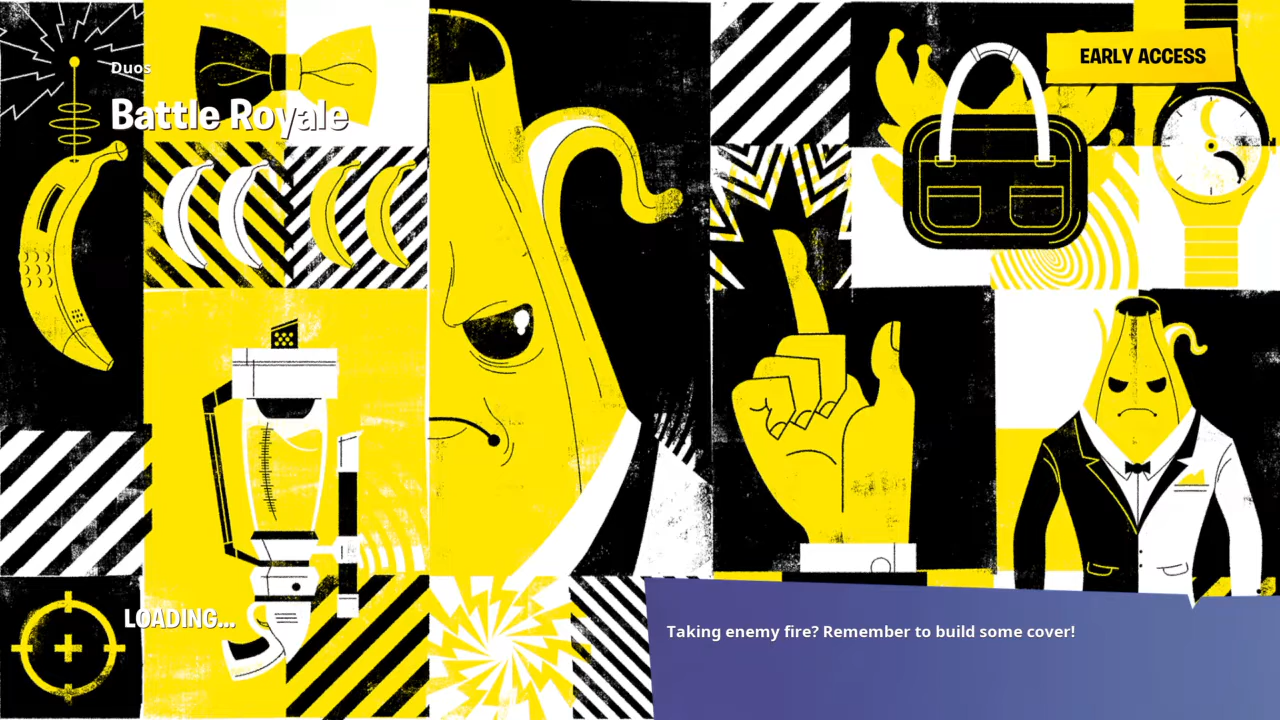 Duos
Battle Royale
EARLY ACCESS
LOADING...
Taking enemy fire? Remember to build some cover!